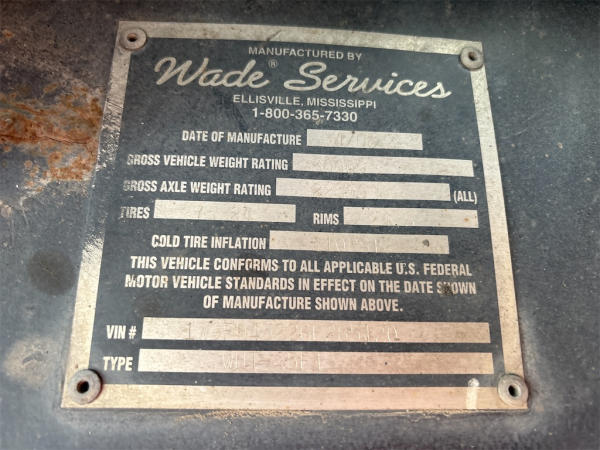 MANUFACTURED BY
Wade® Services
ELLISVILLE, MISSISSIPPI
1-800-365-7330
DATE OF MANUFACTURE
GROSS VEHICLE WEIGHT RATING
GROSS AXLE WEIGHT RATING (ALL)
TIRES RIMS
COLD TIRE INFLATION
THIS VEHICLE CONFORMS TO ALL APPLICABLE U.S. FEDERAL
MOTOR VEHICLE STANDARDS IN EFFECT ON THE DATE SHOWN
OF MANUFACTURE SHOWN ABOVE.
VIN #
TYPE